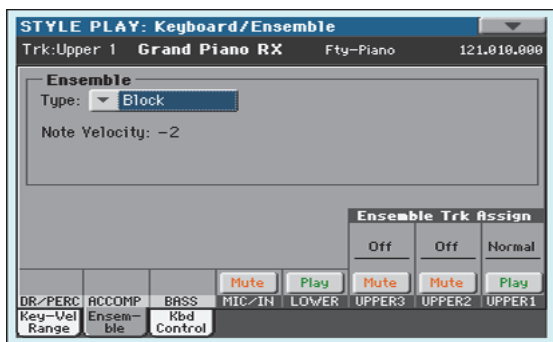 STYLE PLAY: Keyboard/Ensemble
Trk:Upper 1 Grand Piano RX Fty-Piano 121.010.000
Ensemble
Type: Block
Note Velocity: -2
Ensemble Trk Assign
Off Off Normal
Mute Play Mute Mute Play
DR/PERC ACCOMP BASS MIC/IN LOWER UPPER3 UPPER2 UPPER1
Key-Vel Ensem- Kbd
Range ble Control